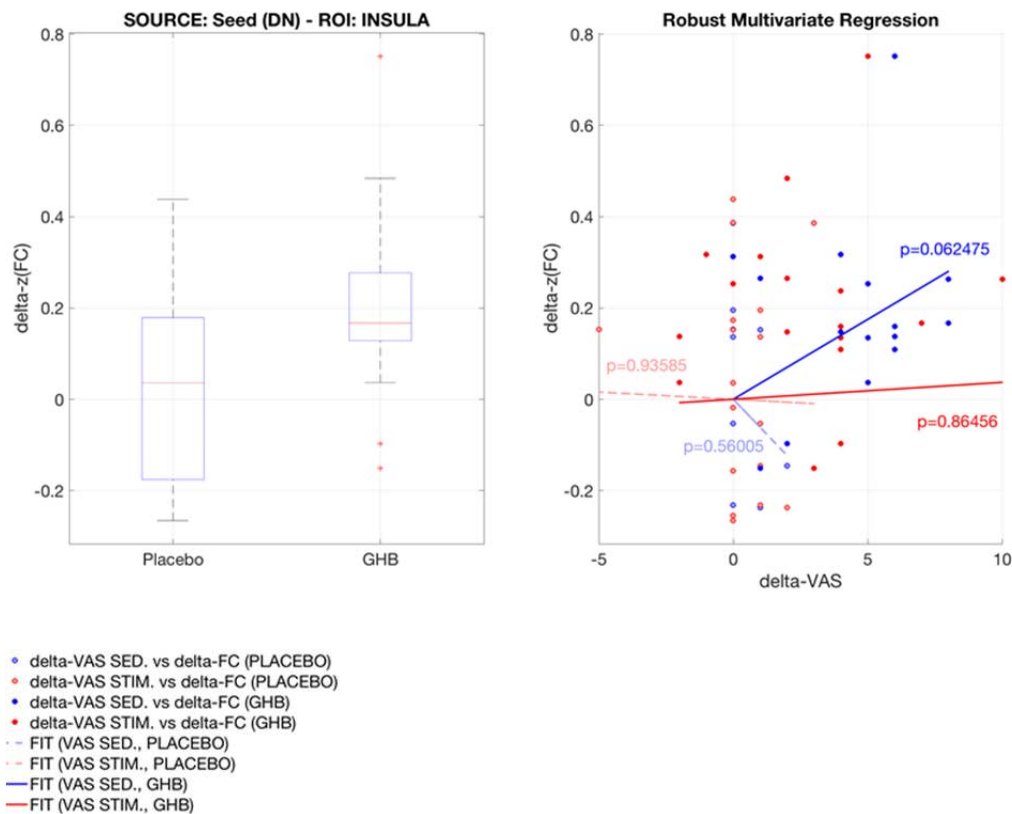 SOURCE: Seed (DN) - ROI: INSULA
0.8
0.6
0.4
0.2
0
-0.2
delta-z(FC)
Placebo
GHB
Robust Multivariate Regression
0.8
0.6
0.4
0.2
0
-0.2
delta-z(FC)
p=0.062475
p=0.93585
p=0.86456
p=0.56005
-5
0
5
10
delta-VAS
delta-VAS SED. vs delta-FC (PLACEBO)
delta-VAS STIM. vs delta-FC (PLACEBO)
delta-VAS SED. vs delta-FC (GHB)
delta-VAS STIM. vs delta-FC (GHB)
FIT (VAS SED., PLACEBO)
FIT (VAS STIM., PLACEBO)
FIT (VAS SED., GHB)
FIT (VAS STIM., GHB)